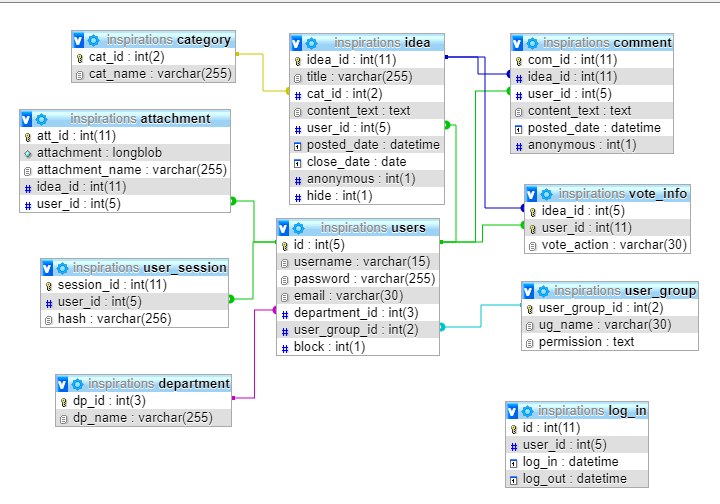 inspirations category
cat_id : int(2)
cat_name : varchar(255)
inspirations idea
idea_id : int(11)
title : varchar(255)
cat_id : int(2)
content_text : text
user_id : int(5)
posted_date : datetime
close_date : date
anonymous : int(1)
hide : int(1)
inspirations comment
com_id : int(11)
idea_id : int(11)
user_id : int(5)
content_text : text
posted_date : datetime
anonymous : int(1)
inspirations attachment
att_id : int(11)
attachment : longblob
attachment_name : varchar(255)
idea_id : int(11)
user_id : int(5)
inspirations vote_info
idea_id : int(5)
user_id : int(11)
vote_action : varchar(30)
inspirations users
id : int(5)
username : varchar(15)
password : varchar(255)
email : varchar(30)
department_id : int(3)
user_group_id : int(2)
block : int(1)
inspirations user_session
session_id : int(11)
user_id : int(5)
hash : varchar(256)
inspirations user_group
user_group_id : int(2)
ug_name : varchar(30)
permission : text
inspirations department
dp_id : int(3)
dp_name : varchar(255)
inspirations log_in
id : int(11)
user_id : int(5)
log_in : datetime
log_out : datetime